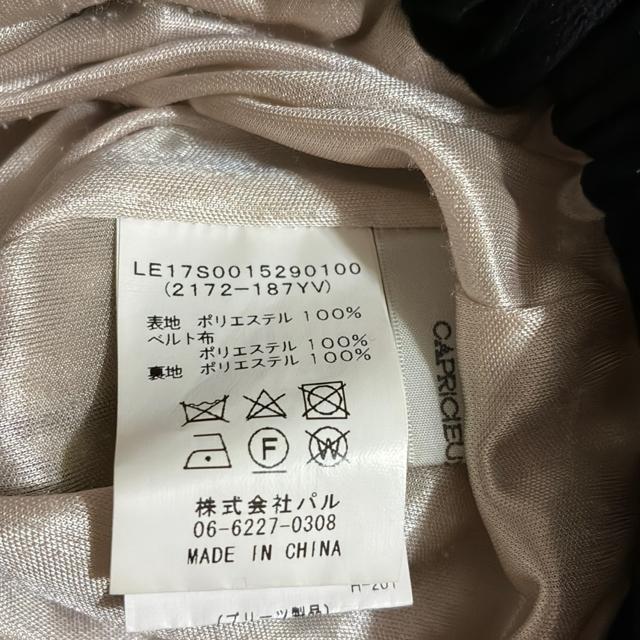 LE17S0015290100
(2172-187YV)
表地 ポリエステル 100%
ベルト布
ポリエステル 100%
裏地 ポリエステル 100%
F
W
株式会社パル
06-6227-0308
MADE IN CHINA
(プリーツ製品)
CAPRICIEU